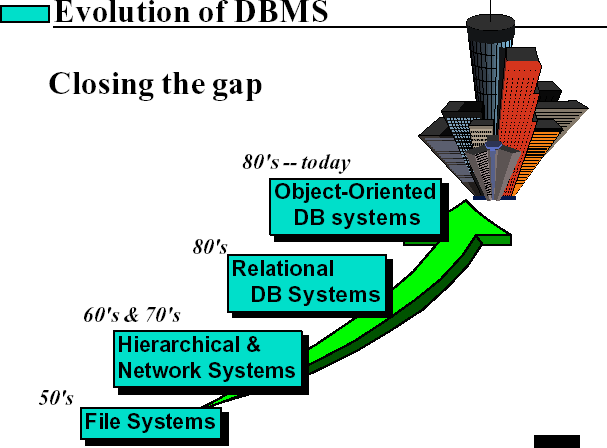 Evolution of DBMS
Closing the gap
80's -- today
Object-Oriented
DB systems
80's
Relational
DB Systems
60's & 70's
Hierarchical &
Network Systems
50's
File Systems